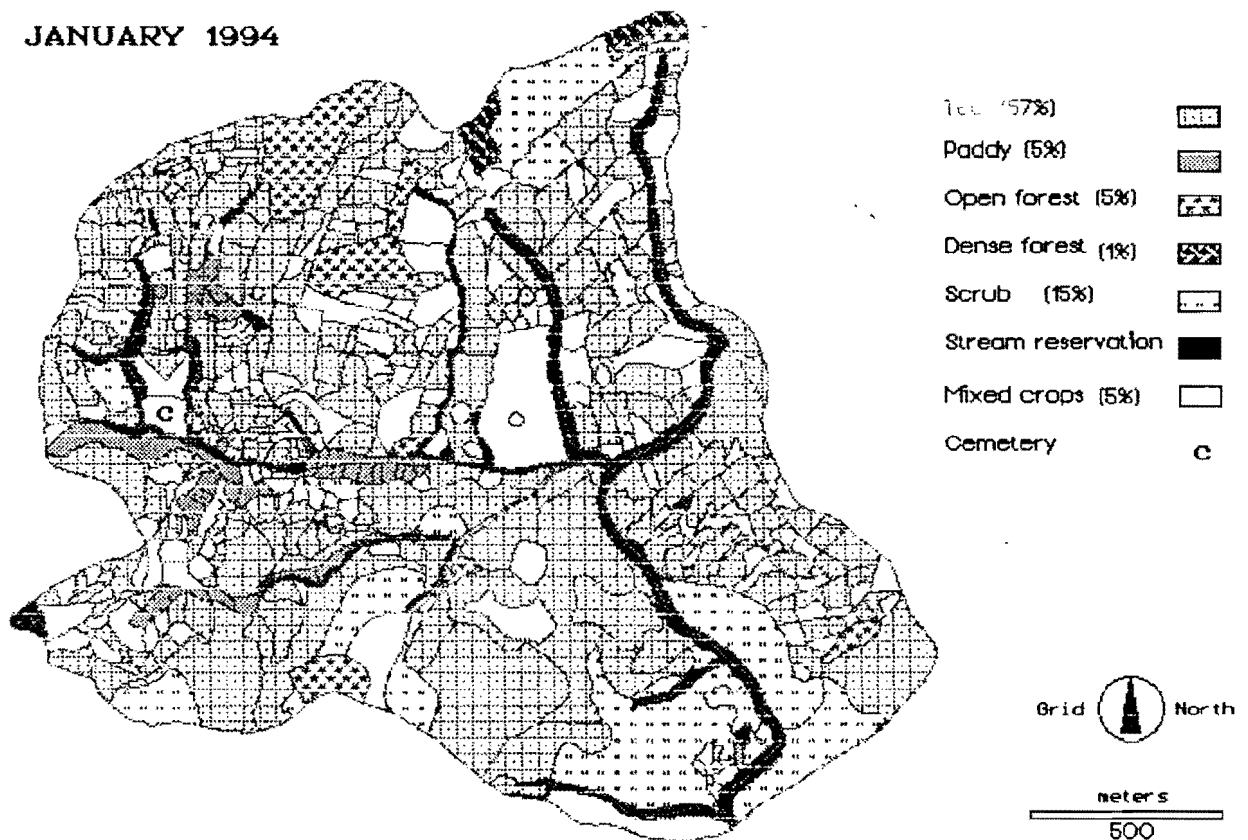 JANUARY 1994
(57%)
Paddy (5%)
Open forest (5%)
Dense forest (1%)
Scrub (15%)
Stream reservation
Mixed crops (5%)
Cemetery c
c
Grid North
meters
500